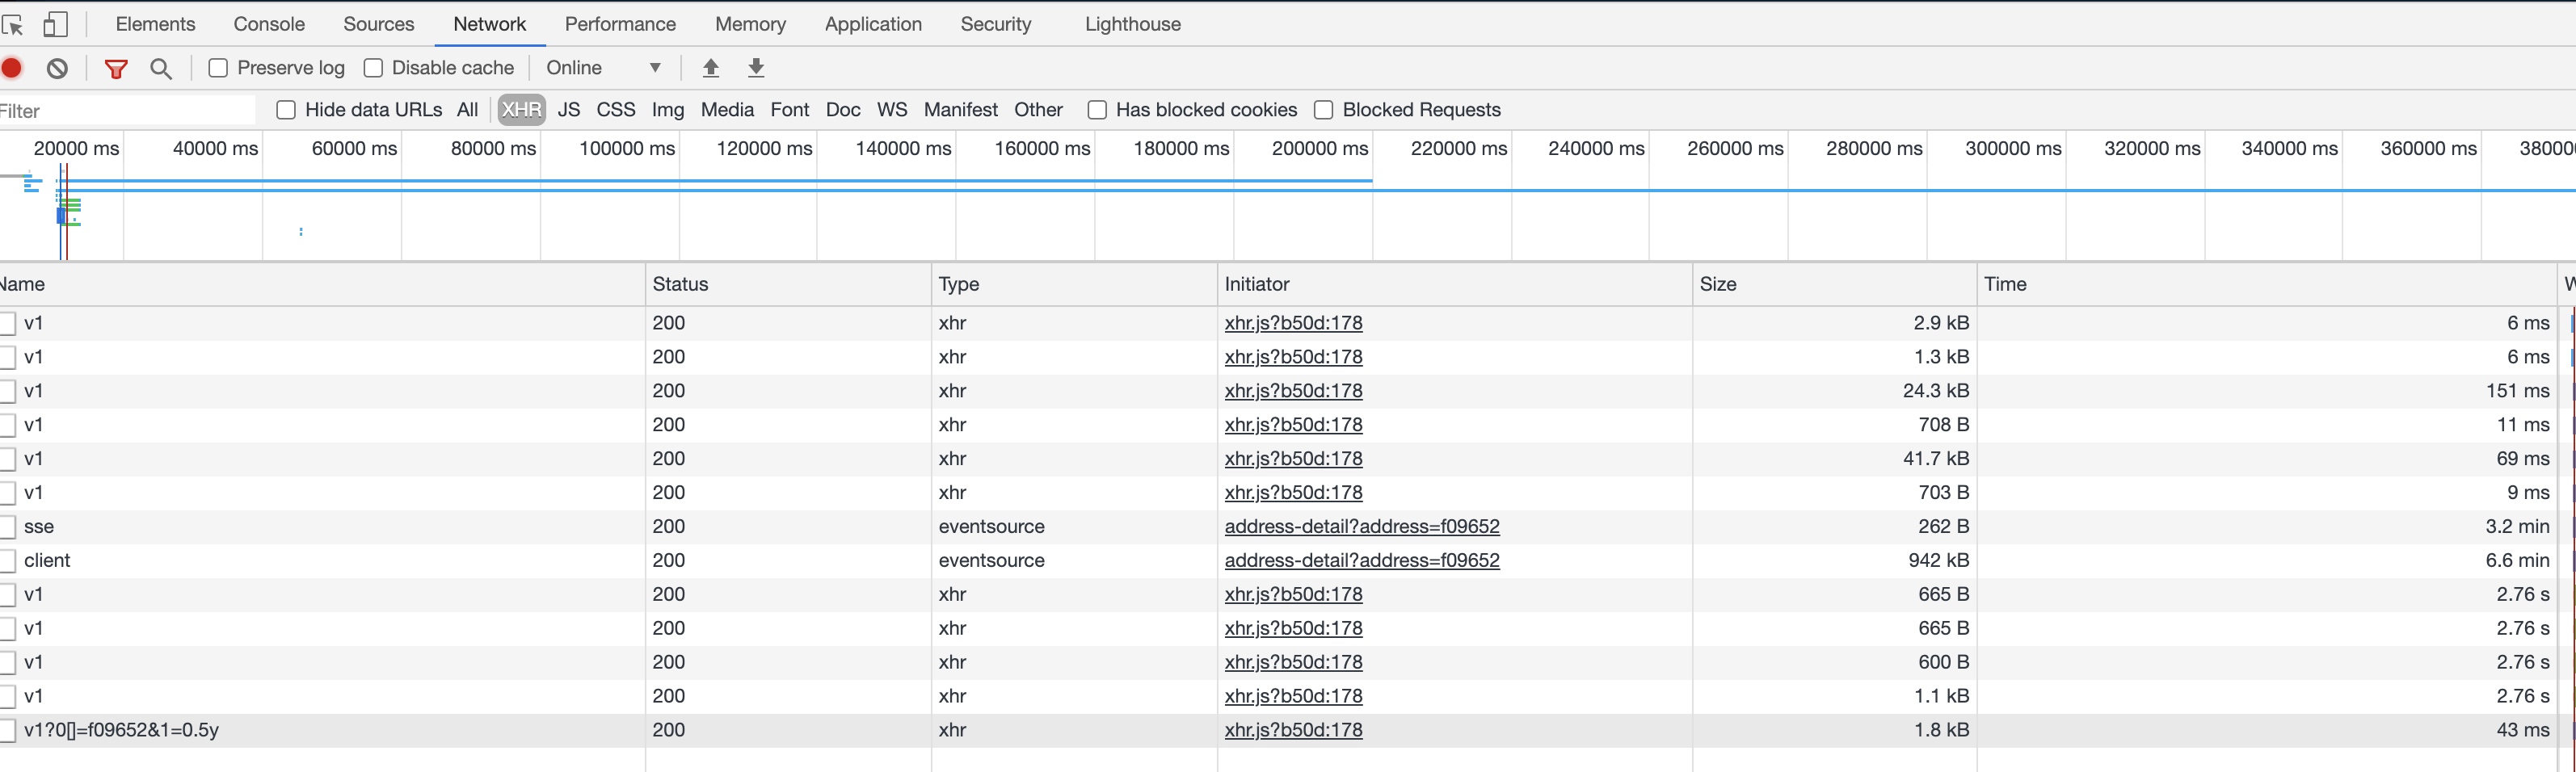 Elements Console Sources Network Performance Memory Application Security Lighthouse
Preserve log Disable cache Online
Filter Hide data URLs All XHR JS CSS Img Media Font Doc WS Manifest Other Has blocked cookies Blocked Requests
20000 ms 40000 ms 60000 ms 80000 ms 100000 ms 120000 ms 140000 ms 160000 ms 180000 ms 200000 ms 220000 ms 240000 ms 260000 ms 280000 ms 300000 ms 320000 ms 340000 ms 360000 ms 380000
Name Status Type Initiator Size Time W
v1 200 xhr xhr.js?b50d:178 2.9 kB 6 ms
v1 200 xhr xhr.js?b50d:178 1.3 kB 6 ms
v1 200 xhr xhr.js?b50d:178 24.3 kB 151 ms
v1 200 xhr xhr.js?b50d:178 708 B 11 ms
v1 200 xhr xhr.js?b50d:178 41.7 kB 69 ms
v1 200 xhr xhr.js?b50d:178 703 B 9 ms
sse 200 eventsource address-detail?address=f09652 262 B 3.2 min
client 200 eventsource address-detail?address=f09652 942 kB 6.6 min
v1 200 xhr xhr.js?b50d:178 665 B 2.76 s
v1 200 xhr xhr.js?b50d:178 665 B 2.76 s
v1 200 xhr xhr.js?b50d:178 600 B 2.76 s
v1 200 xhr xhr.js?b50d:178 1.1 kB 2.76 s
v1?0[]=f09652&1=0.5y 200 xhr xhr.js?b50d:178 1.8 kB 43 ms